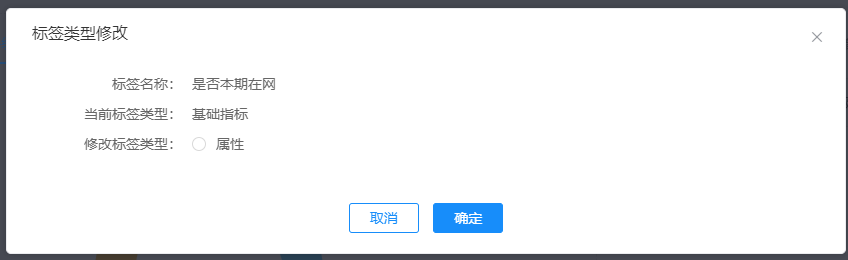 标签类型修改
标签名称： 是否本期在网
当前标签类型： 基础指标
修改标签类型： 属性
取消 确定